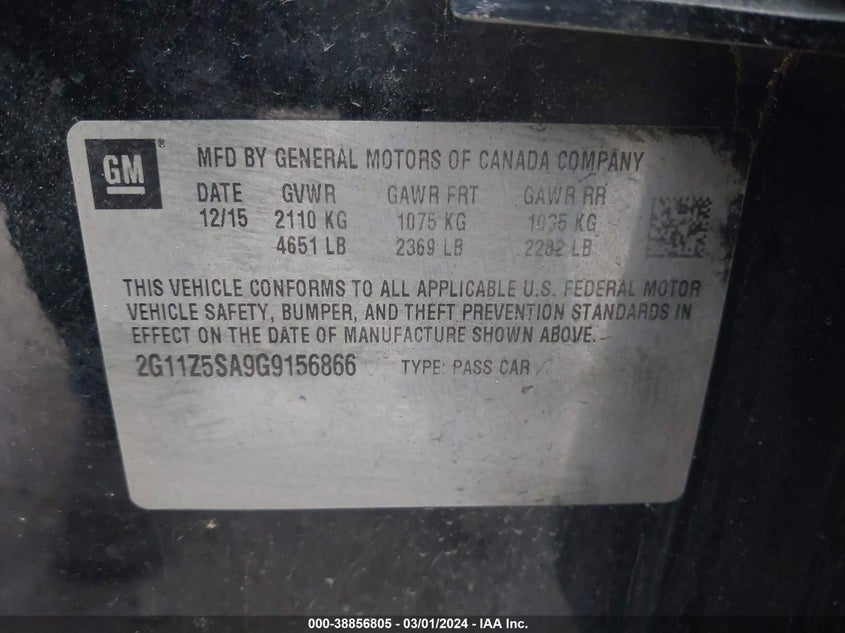 GM ®
MFD BY GENERAL MOTORS OF CANADA COMPANY
DATE GVWR GAWR FRT GAWR RR
12/15 2110 KG 1075 KG 1035 KG
4651 LB 2369 LB 2282 LB
THIS VEHICLE CONFORMS TO ALL APPLICABLE U.S. FEDERAL MOTOR
VEHICLE SAFETY, BUMPER, AND THEFT PREVENTION STANDARDS IN
EFFECT ON THE DATE OF MANUFACTURE SHOWN ABOVE.
2G11Z5SA9G9156866 TYPE: PASS CAR
000-38856805 - 03/01/2024 - IAA Inc.